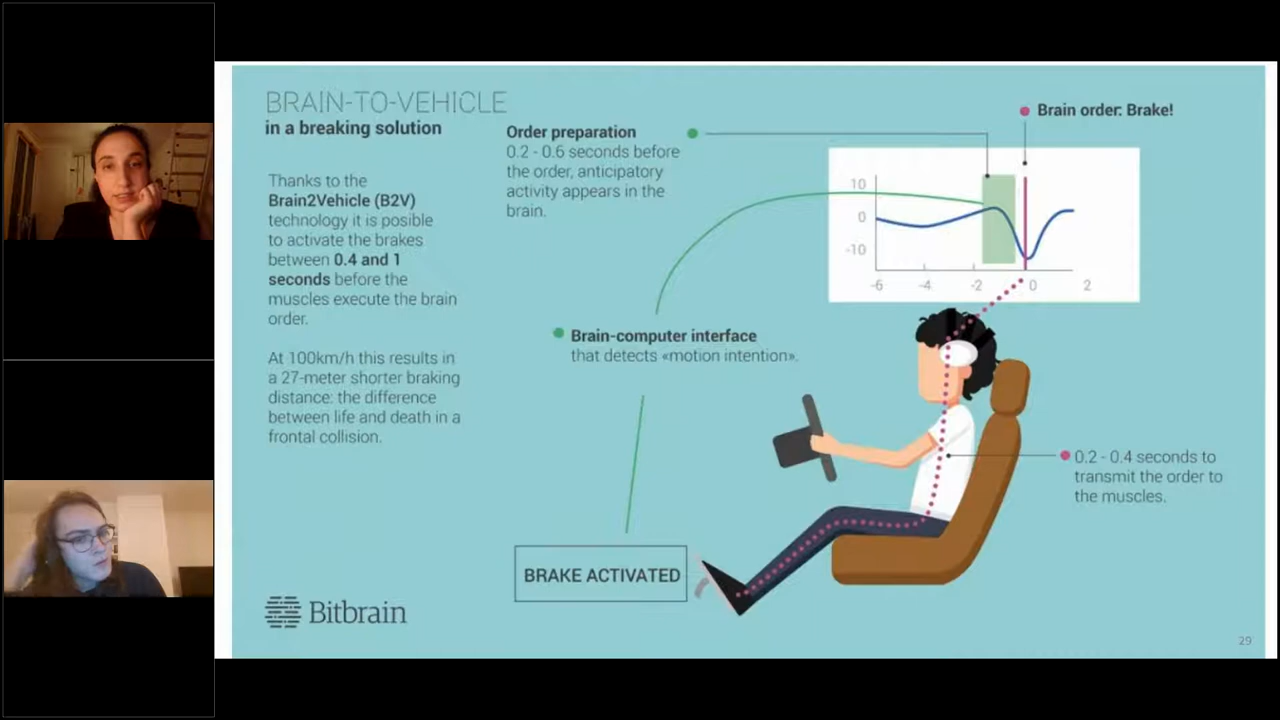 BRAIN-TO-VEHICLE
in a breaking solution
Thanks to the
Brain2Vehicle (B2V)
technology it is posible
to activate the brakes
between 0.4 and 1
seconds before the
muscles execute the brain
order.
At 100km/h this results in
a 27-meter shorter braking
distance: the difference
between life and death in a
frontal collision.
Order preparation
0.2 - 0.6 seconds before
the order, anticipatory
activity appears in the
brain.
Brain order: Brake!
10
0
-10
-6 -4 -2 0 2
Brain-computer interface
that detects «motion intention».
0.2 - 0.4 seconds to
transmit the order to
the muscles.
BRAKE ACTIVATED
Bitbrain
29